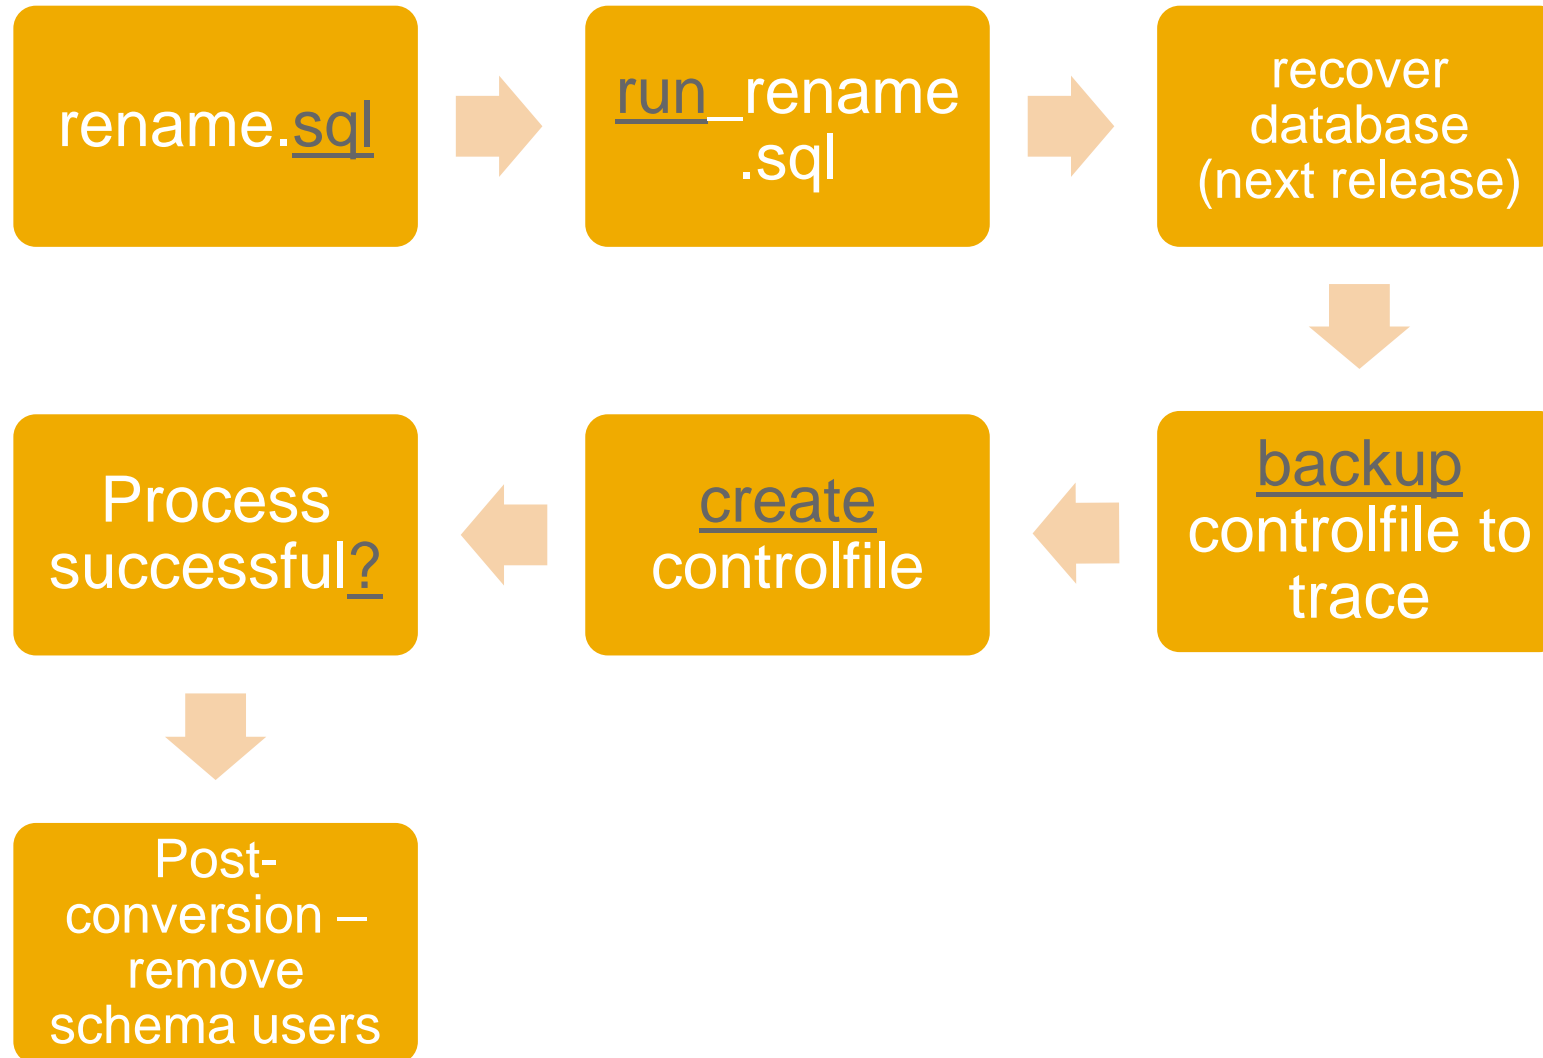 rename.sql
run_rename
.sql
recover
database
(next release)
backup
controlfile to
trace
create
controlfile
Process
successful?
Post-
conversion –
remove
schema users